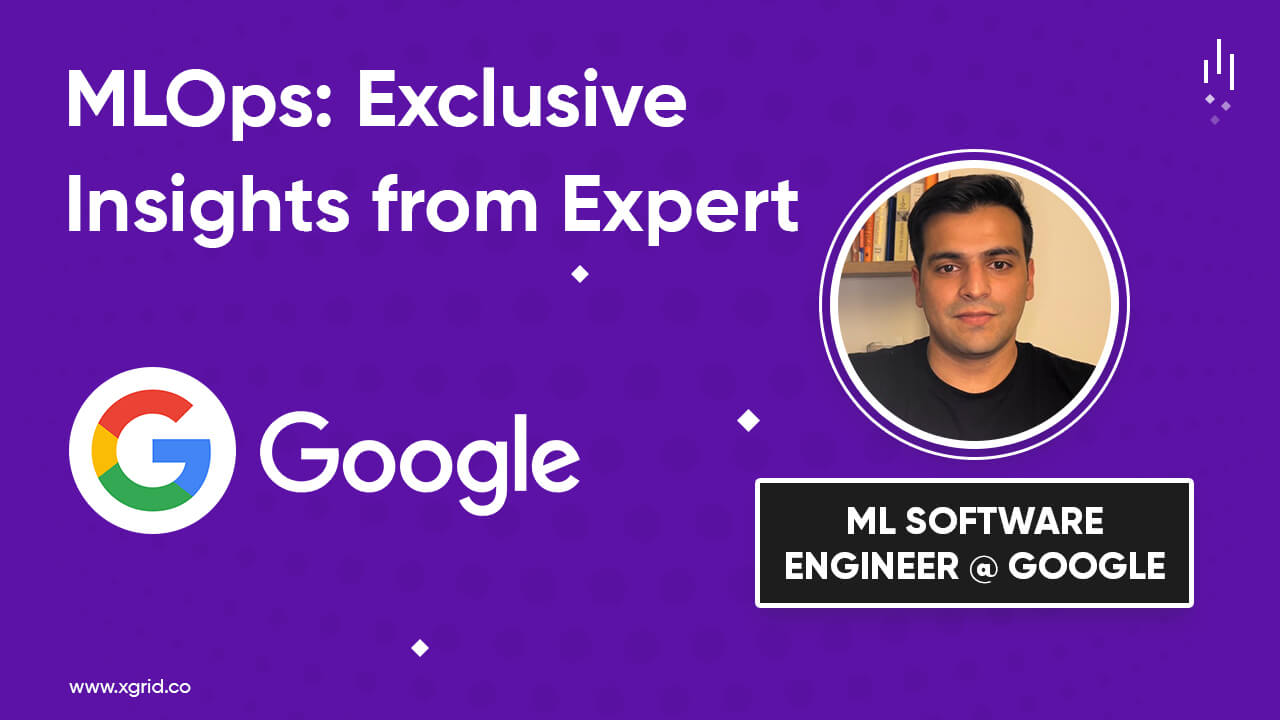 MLOps: Exclusive
Insights from Expert
Google
ML SOFTWARE
ENGINEER @ GOOGLE
www.xgrid.co